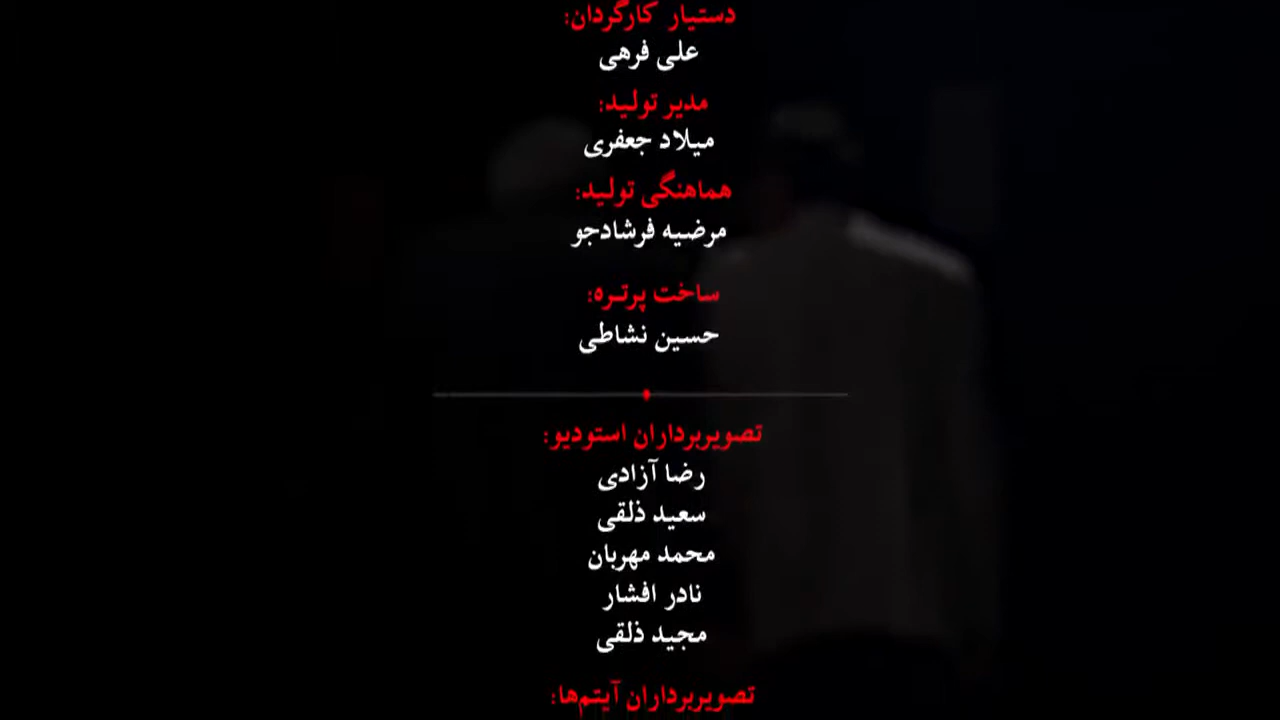 دستیار کارگردان:
علی فرهی
مدیر تولید:
میلاد جعفری
هماهنگی تولید:
مرضیه فرشادجو
ساخت پرتره:
حسین نشاطی
تصویربرداران استودیو:
رضا آزادی
سعید ذلقی
محمد مهربان
نادر افشار
مجید ذلقی
تصویربرداران آیتم‌ها: